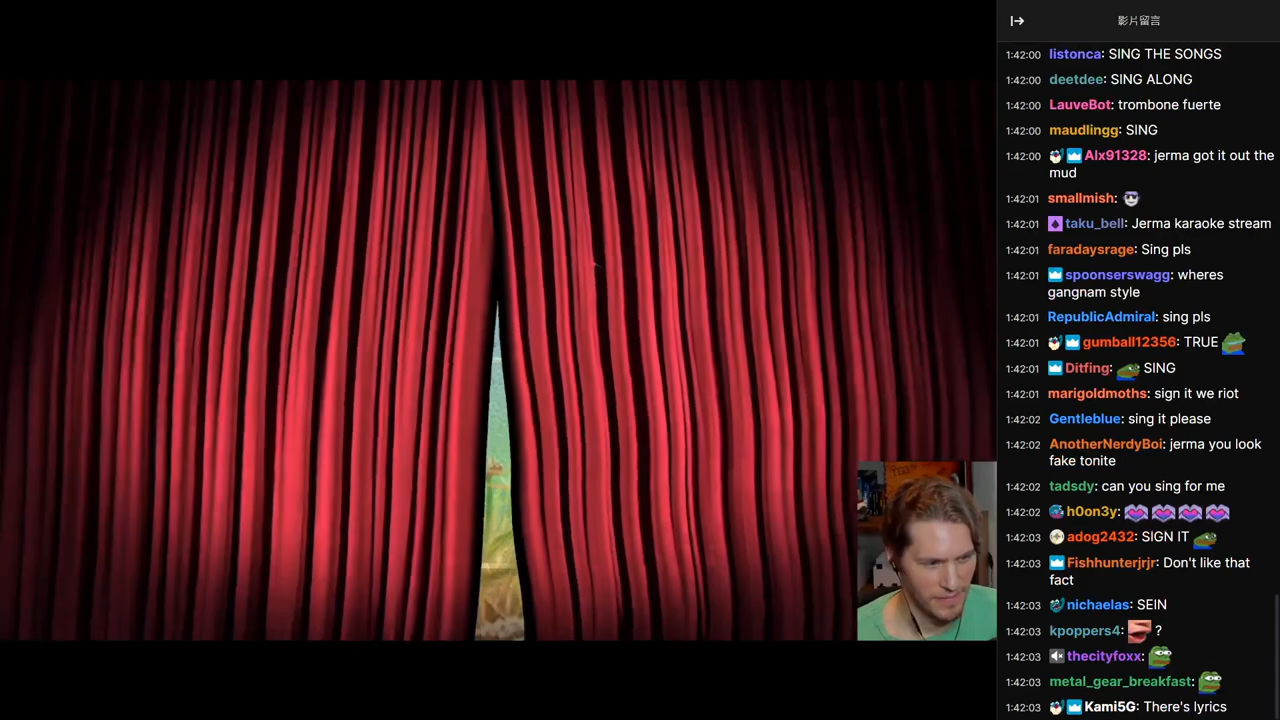 影片留言
1:42:00 listonca: SING THE SONGS
1:42:00 deetdee: SING ALONG
1:42:00 LauveBot: trombone fuerte
1:42:00 maudlingg: SING
1:42:00 Alx91328: jerma got it out the
mud
1:42:01 smallmish:
1:42:01 taku_bell: Jerma karaoke stream
1:42:01 faradaysrage: Sing pls
1:42:01 spoonserswagg: wheres
gangnam style
1:42:01 RepublicAdmiral: sing pls
1:42:01 gumball12356: TRUE
1:42:01 Ditfing: SING
1:42:01 marigoldmoths: sign it we riot
1:42:02 Gentleblue: sing it please
1:42:02 AnotherNerdyBoi: jerma you look
fake tonite
1:42:02 tadsdy: can you sing for me
1:42:02 h0on3y:
1:42:03 adog2432: SIGN IT
1:42:03 Fishhunterjrjr: Don't like that
fact
1:42:03 nichaelas: SEIN
1:42:03 kpoppers4: ?
1:42:03 thecityfoxx:
1:42:03 metal_gear_breakfast:
1:42:03 Kami5G: There's lyrics